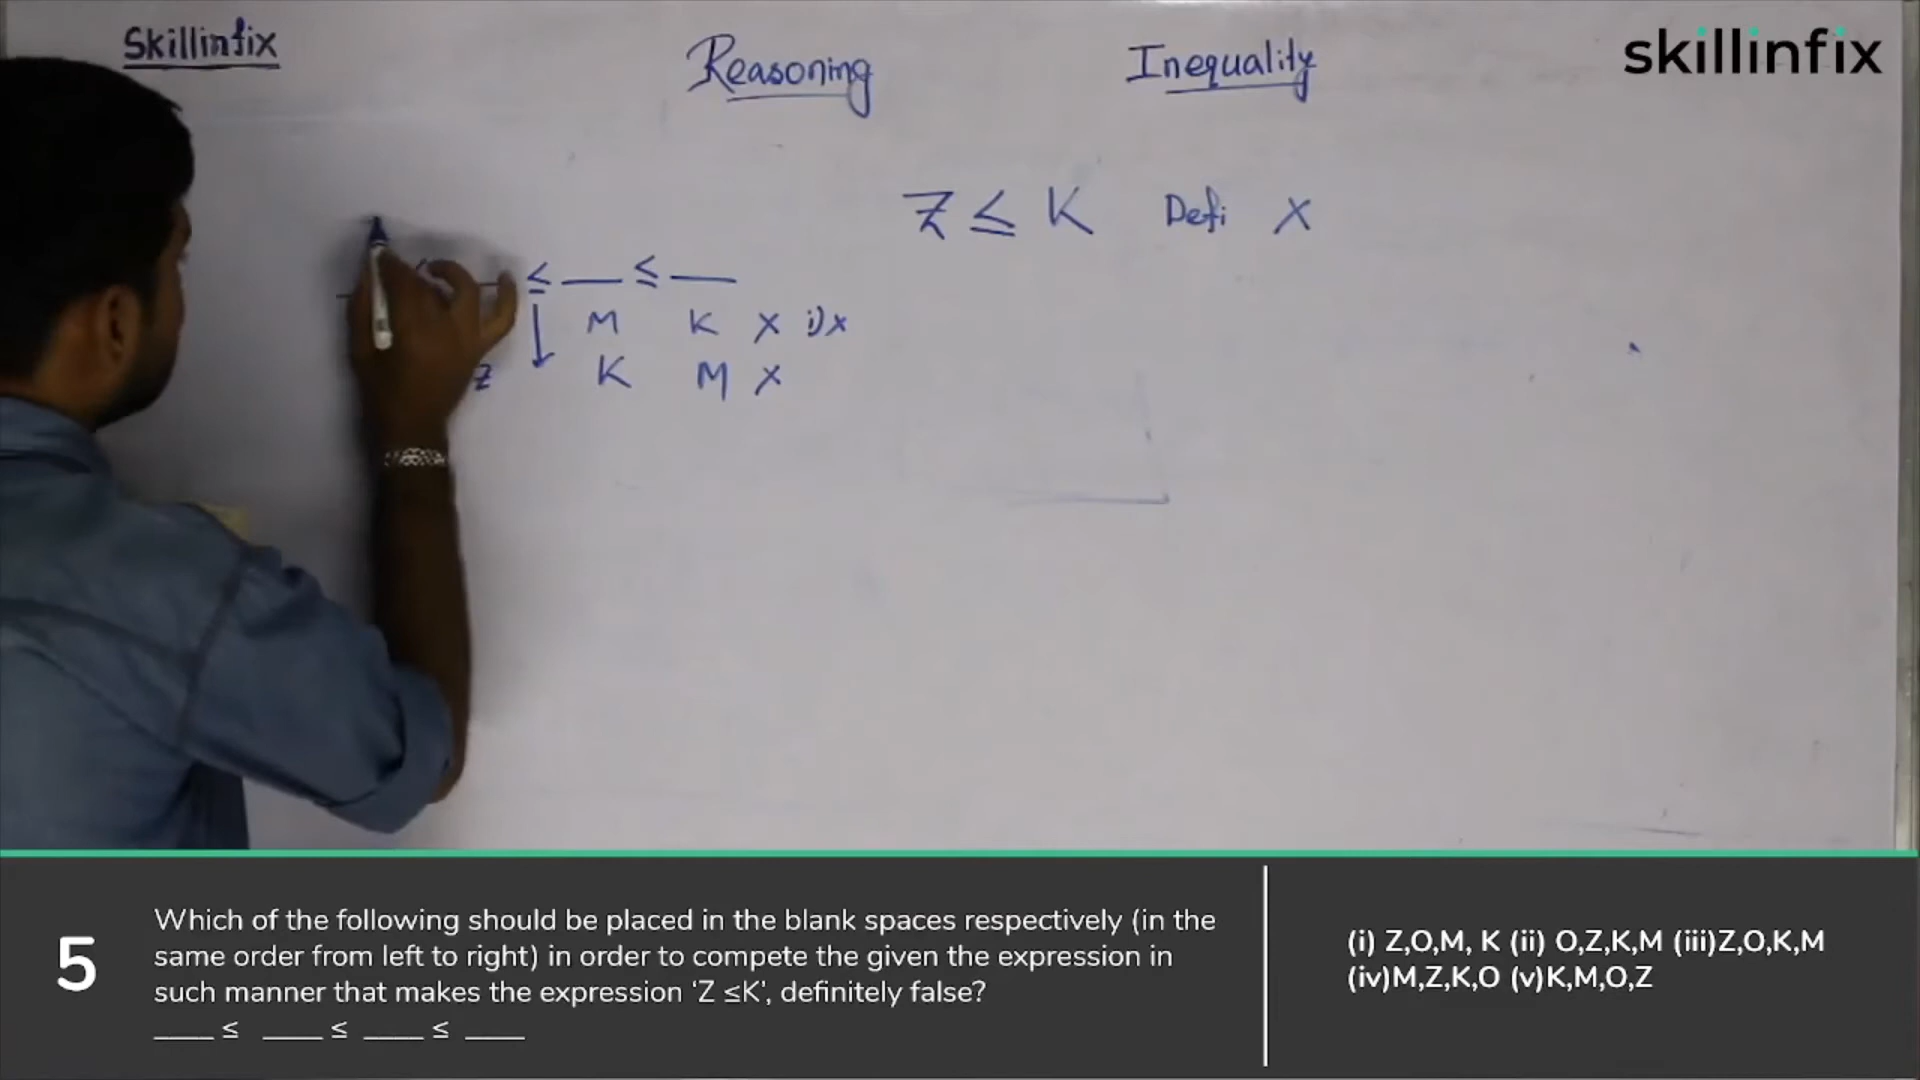 Skillinfix Reasoning Inequality skillinfix
Z ≤ K Defi X
≤ ___ ≤ ___
M K X i)x
Z K M X
5
Which of the following should be placed in the blank spaces respectively (in the
same order from left to right) in order to compete the given the expression in
such manner that makes the expression ‘Z ≤K’, definitely false?
____ ≤ ____ ≤ ____ ≤ ____
(i) Z,O,M, K (ii) O,Z,K,M (iii)Z,O,K,M
(iv)M,Z,K,O (v)K,M,O,Z